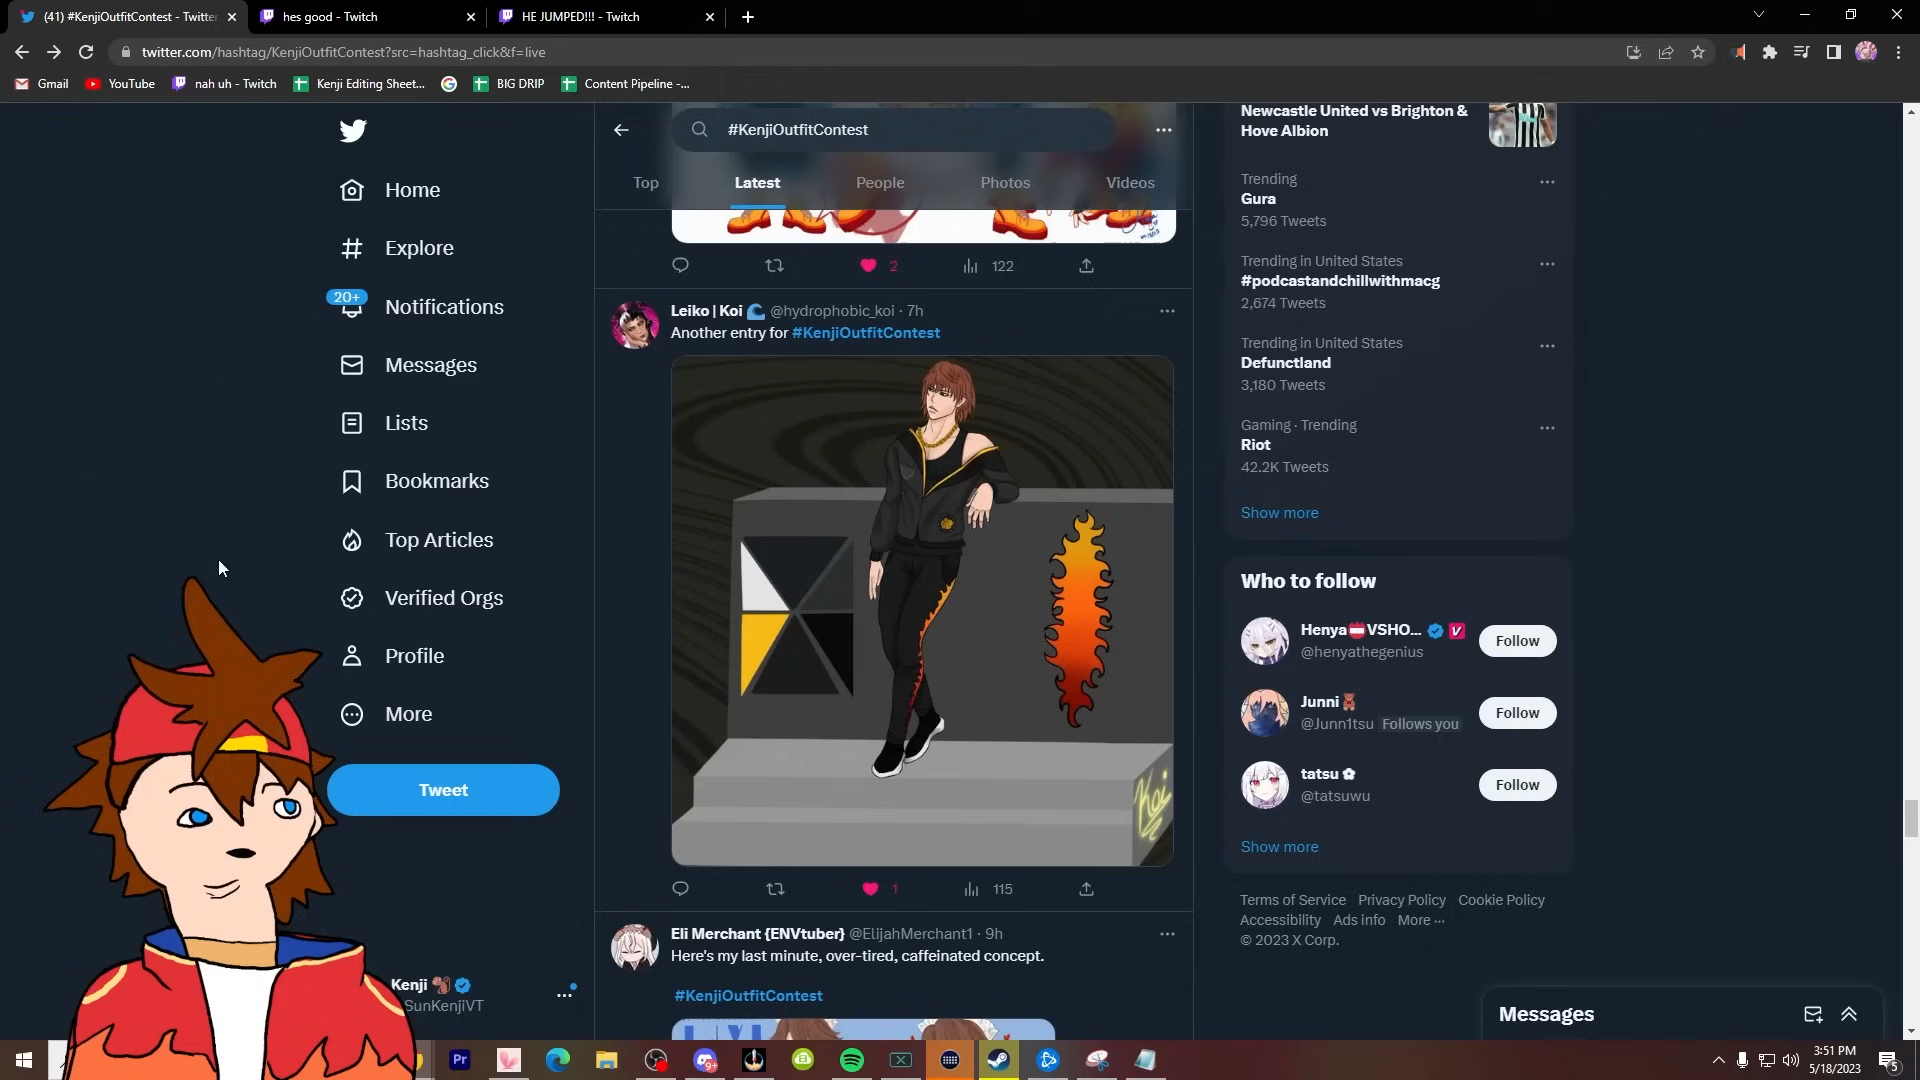 (41) #KenjiOutfitContest - Twitter
hes good - Twitch
HE JUMPED!!! - Twitch
twitter.com/hashtag/KenjiOutfitContest?src=hashtag_click&f=live
Gmail
YouTube
nah uh - Twitch
Kenji Editing Sheet...
BIG DRIP
Content Pipeline -...
Home
Explore
20+
Notifications
Messages
Lists
Bookmarks
Top Articles
Verified Orgs
Profile
More
Tweet
Kenji
SunKenjiVT
#KenjiOutfitContest
Top
Latest
People
Photos
Videos
2
122
Leiko | Koi @hydrophobic_koi · 7h
Another entry for #KenjiOutfitContest
Koi
1
115
Eli Merchant {ENVtuber} @ElijahMerchant1 · 9h
Here's my last minute, over-tired, caffeinated concept.
#KenjiOutfitContest
Newcastle United vs Brighton &
Hove Albion
Trending
Gura
5,796 Tweets
Trending in United States
#podcastandchillwithmacg
2,674 Tweets
Trending in United States
Defunctland
3,180 Tweets
Gaming · Trending
Riot
42.2K Tweets
Show more
Who to follow
Henya VSHO...
@henyathegenius
Follow
Junni
@Junn1tsu Follows you
Follow
tatsu
@tatsuwu
Follow
Show more
Terms of Service Privacy Policy Cookie Policy
Accessibility Ads info More ...
© 2023 X Corp.
Messages
Pr
9+
3:51 PM
5/18/2023
5